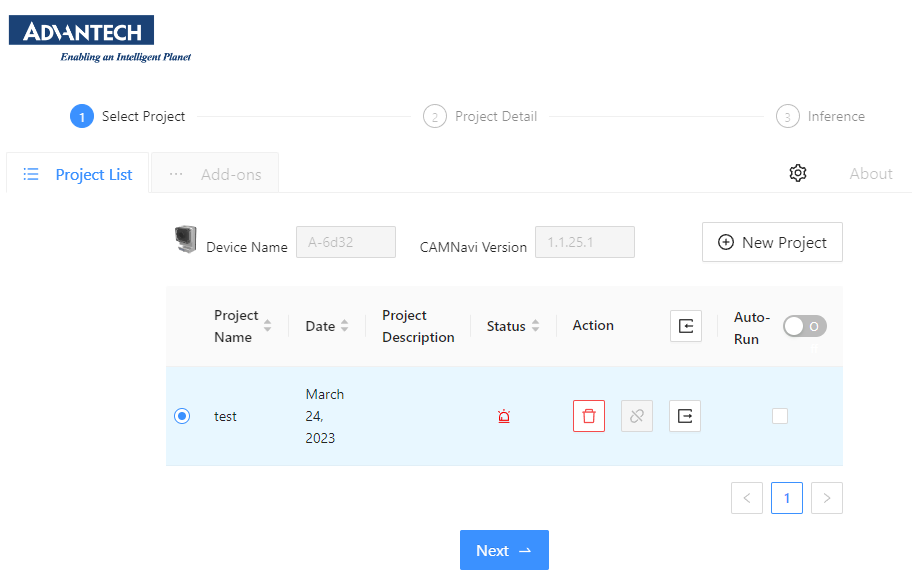 ADVANTECH
Enabling an Intelligent Planet
1 Select Project
2 Project Detail
3 Inference
Project List
Add-ons
About
Device Name A-6d32 CAMNavi Version 1.1.25.1 New Project
Project Name
Date
Project Description
Status
Action
Auto-Run
test
March 24, 2023
< 1 >
Next →